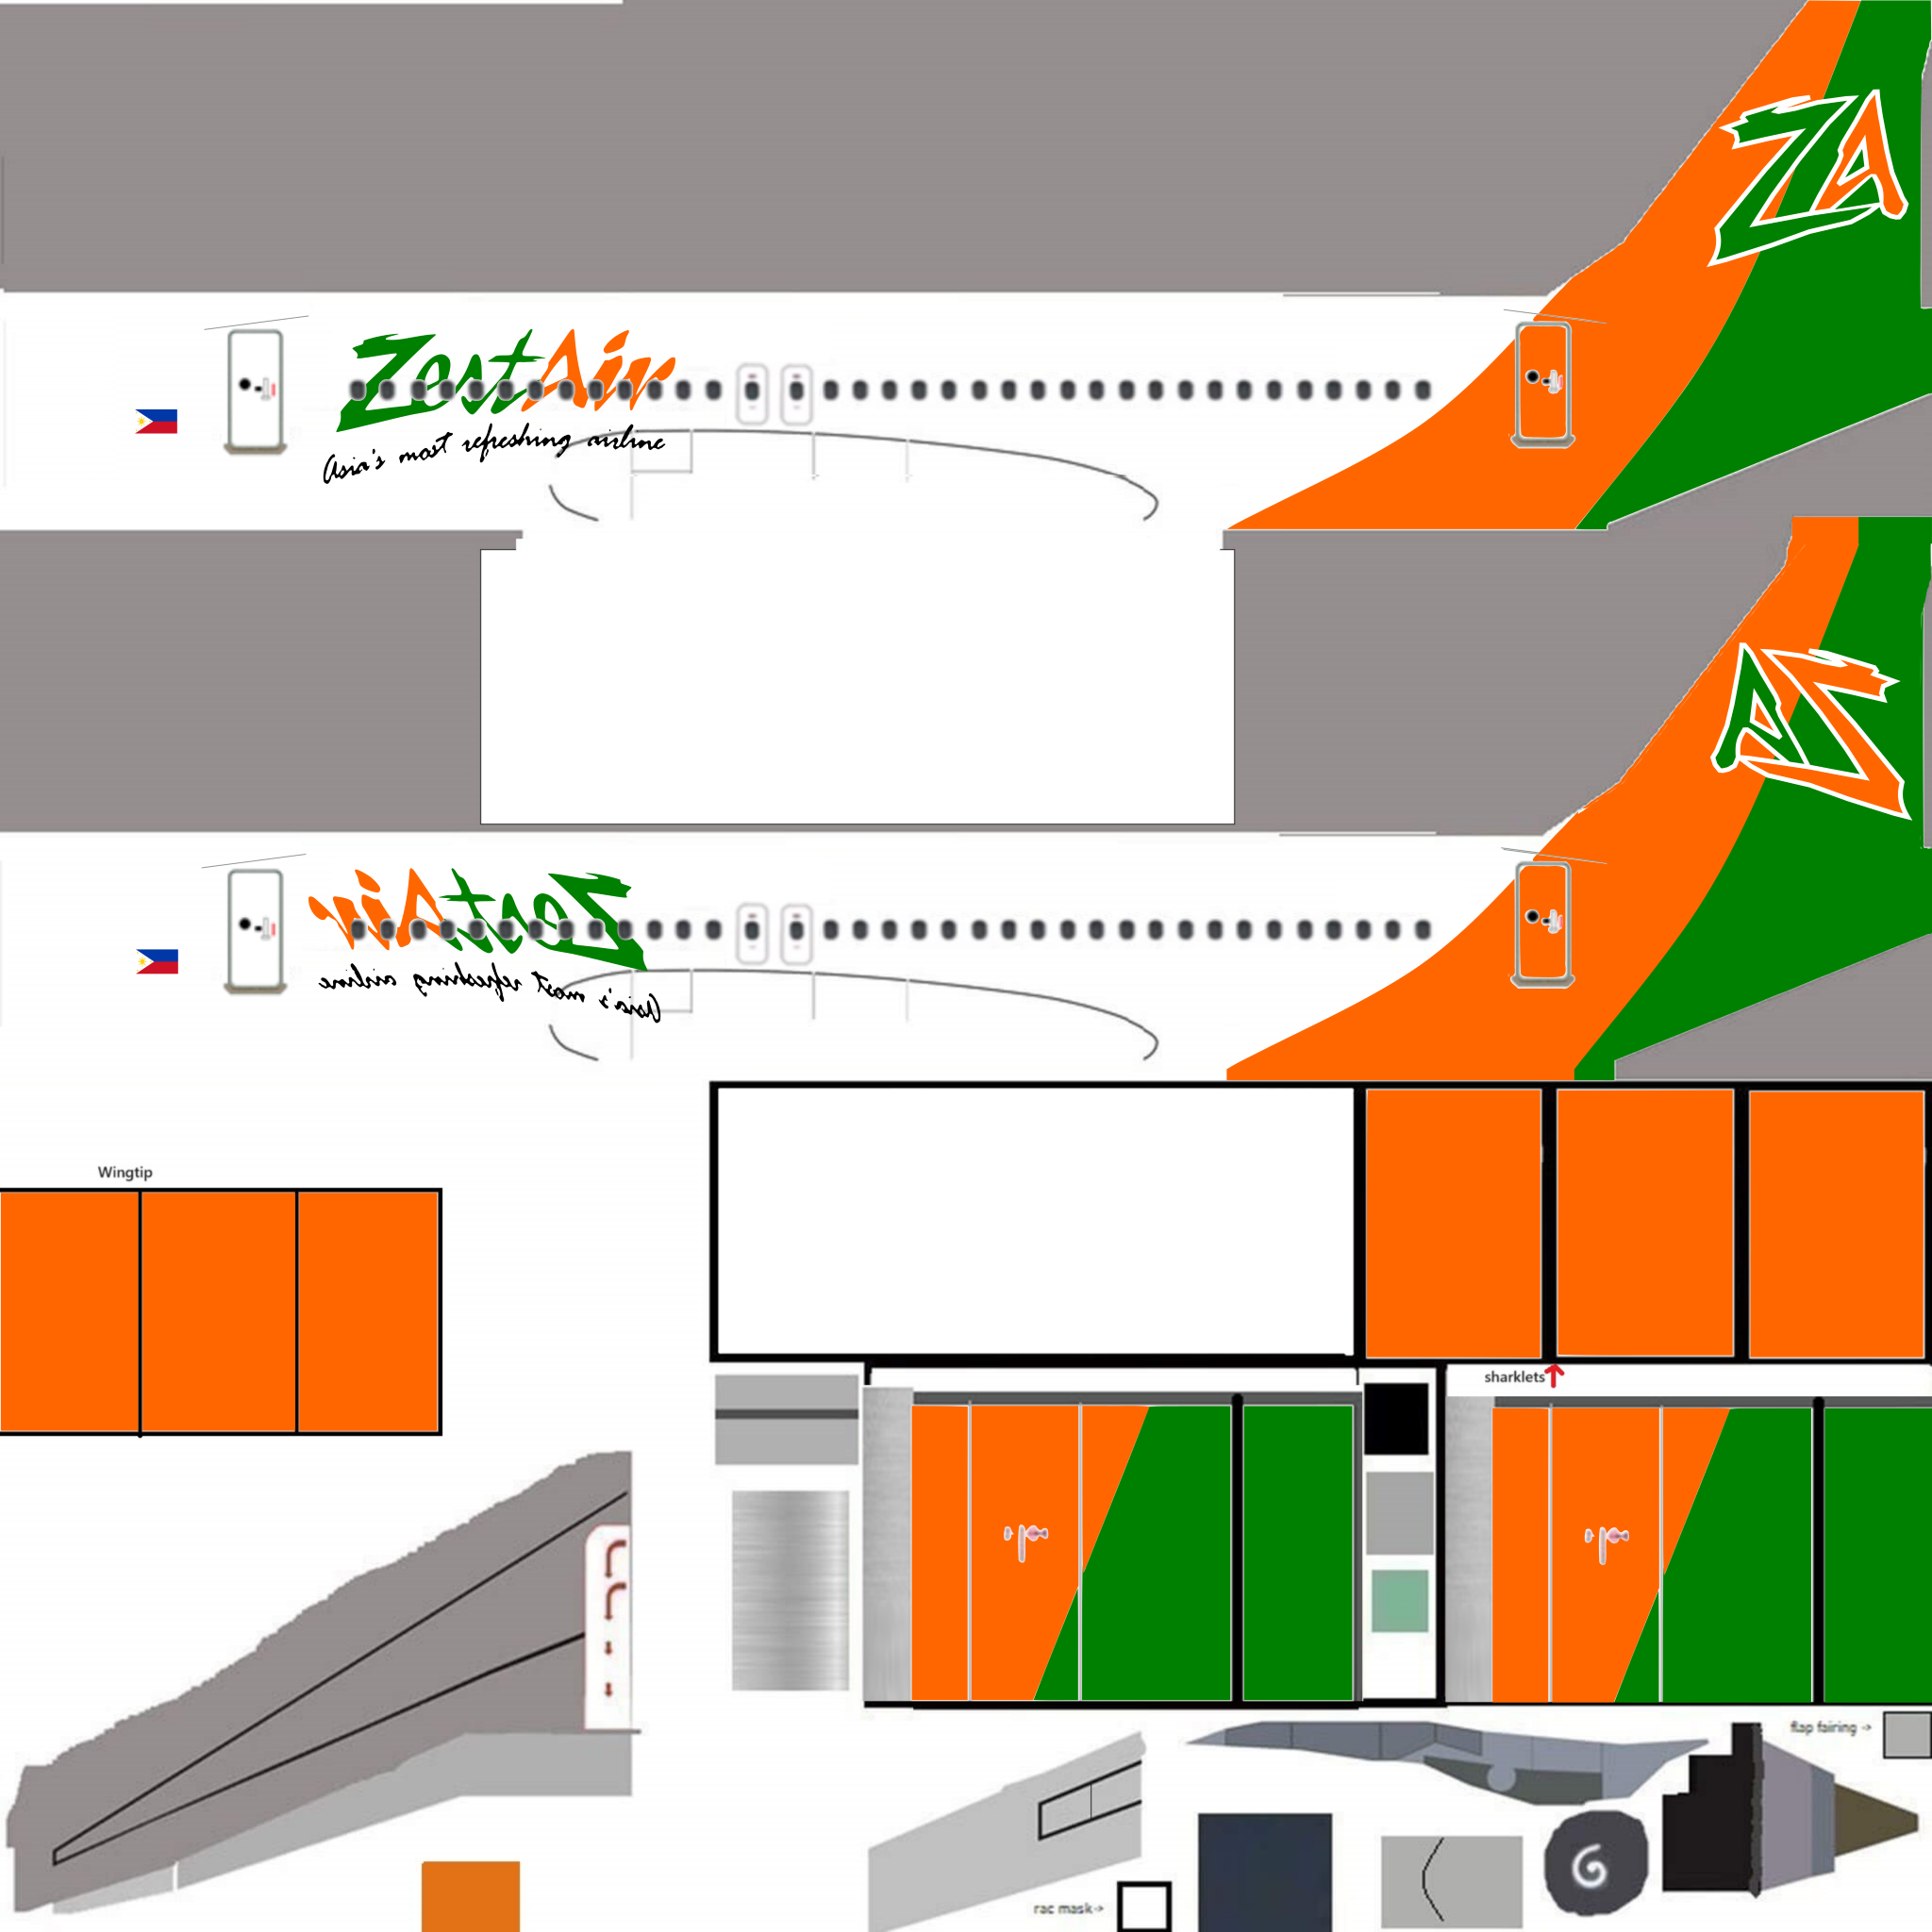 ZA
ZestAir
Asia's most refreshing airline
ZA
ZestAir
Asia's most refreshing airline
Wingtip
sharklets
flap fairing ->
rac mask->